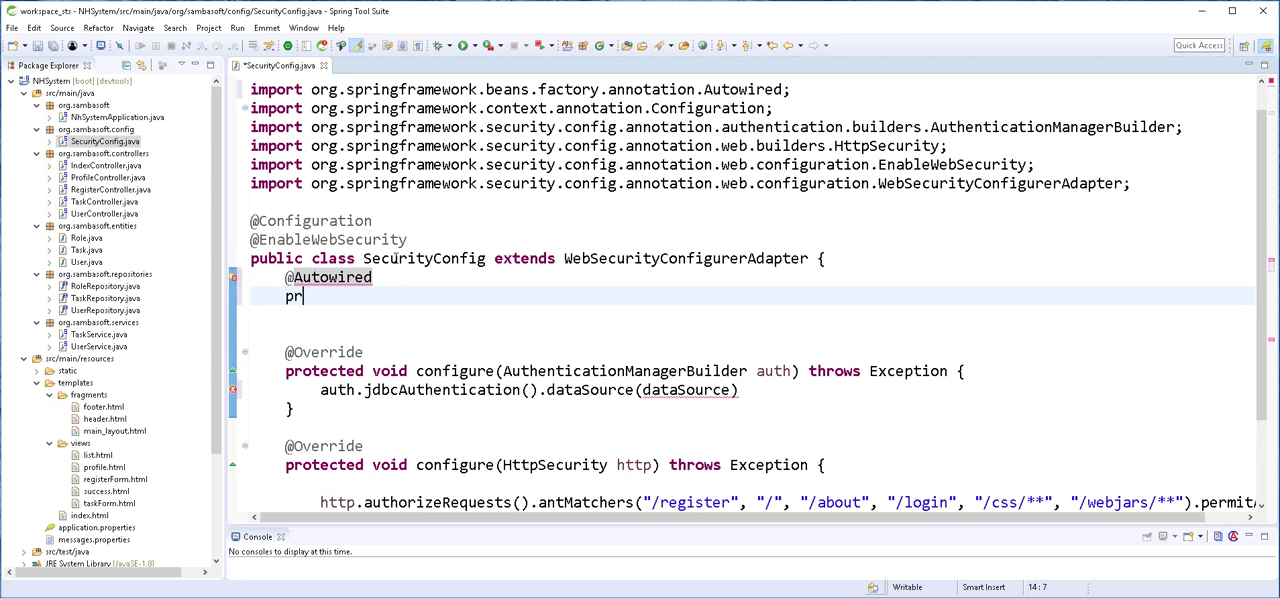 workspace_sts - NHSystem/src/main/java/org/sambasoft/config/SecurityConfig.java - Spring Tool Suite
File Edit Source Refactor Navigate Search Project Run Emmet Window Help
Quick Access
Package Explorer
*SecurityConfig.java
NHSystem [boot] [devtools]
src/main/java
org.sambasoft
NhSystemApplication.java
org.sambasoft.config
SecurityConfig.java
org.sambasoft.controllers
IndexController.java
ProfileController.java
RegisterController.java
TaskController.java
UserController.java
org.sambasoft.entities
Role.java
Task.java
User.java
org.sambasoft.repositories
RoleRepository.java
TaskRepository.java
UserRepository.java
org.sambasoft.services
TaskService.java
UserService.java
src/main/resources
static
templates
fragments
footer.html
header.html
main_layout.html
views
list.html
profile.html
registerForm.html
success.html
taskForm.html
index.html
application.properties
messages.properties
src/test/java
JRE System Library [JavaSE-1.8]
import org.springframework.beans.factory.annotation.Autowired;
import org.springframework.context.annotation.Configuration;
import org.springframework.security.config.annotation.authentication.builders.AuthenticationManagerBuilder;
import org.springframework.security.config.annotation.web.builders.HttpSecurity;
import org.springframework.security.config.annotation.web.configuration.EnableWebSecurity;
import org.springframework.security.config.annotation.web.configuration.WebSecurityConfigurerAdapter;
@Configuration
@EnableWebSecurity
public class SecurityConfig extends WebSecurityConfigurerAdapter {
@Autowired
pr
@Override
protected void configure(AuthenticationManagerBuilder auth) throws Exception {
auth.jdbcAuthentication().dataSource(dataSource)
}
@Override
protected void configure(HttpSecurity http) throws Exception {
http.authorizeRequests().antMatchers("/register", "/", "/about", "/login", "/css/**", "/webjars/**").permitA
Console
No consoles to display at this time.
Writable Smart Insert 14 : 7